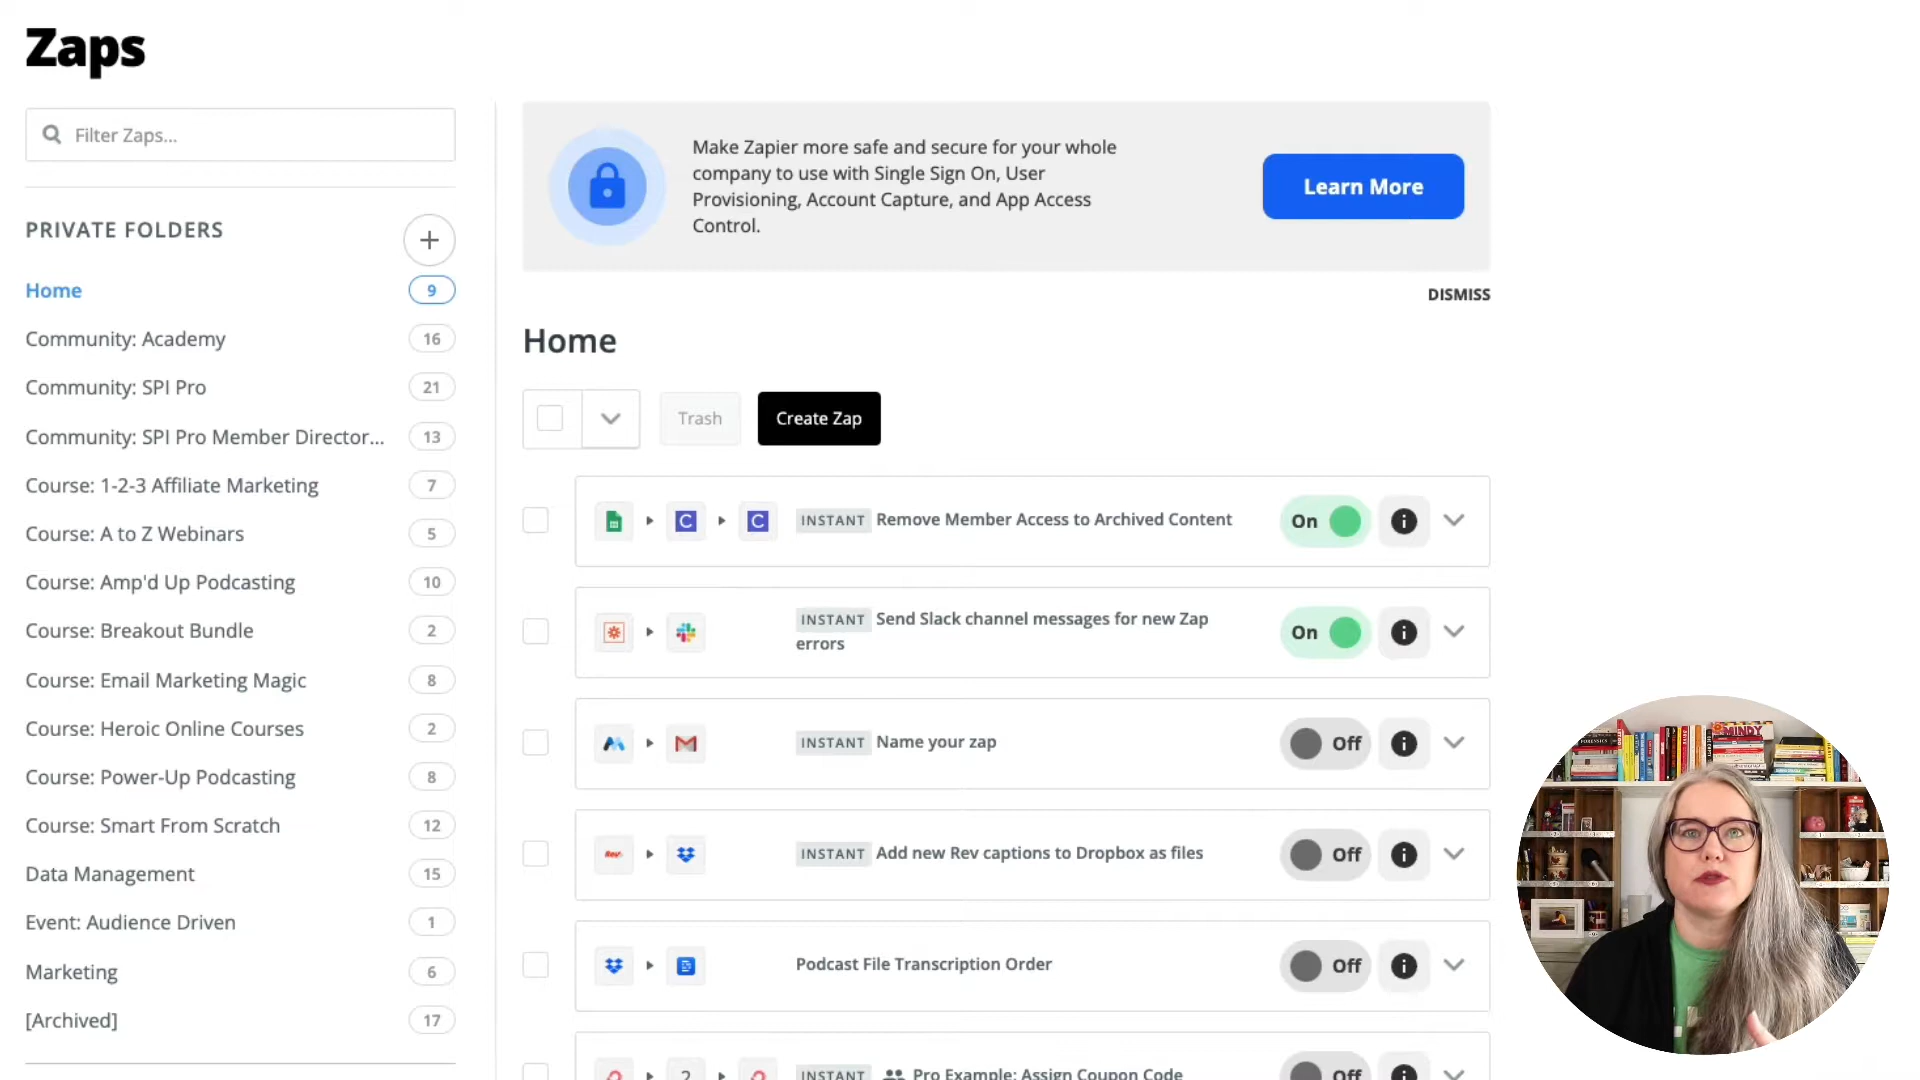 Zaps
Filter Zaps...
PRIVATE FOLDERS
Home 9
Community: Academy 16
Community: SPI Pro 21
Community: SPI Pro Member Director... 13
Course: 1-2-3 Affiliate Marketing 7
Course: A to Z Webinars 5
Course: Amp'd Up Podcasting 10
Course: Breakout Bundle 2
Course: Email Marketing Magic 8
Course: Heroic Online Courses 2
Course: Power-Up Podcasting 8
Course: Smart From Scratch 12
Data Management 15
Event: Audience Driven 1
Marketing 6
[Archived] 17
Make Zapier more safe and secure for your whole
company to use with Single Sign On, User
Provisioning, Account Capture, and App Access
Control.
Learn More
DISMISS
Home
Trash
Create Zap
C C INSTANT Remove Member Access to Archived Content On
INSTANT Send Slack channel messages for new Zap
errors
On
INSTANT Name your zap Off
Rev INSTANT Add new Rev captions to Dropbox as files Off
Podcast File Transcription Order Off
2 INSTANT Pro Example: Assign Coupon Code Off
MINDY